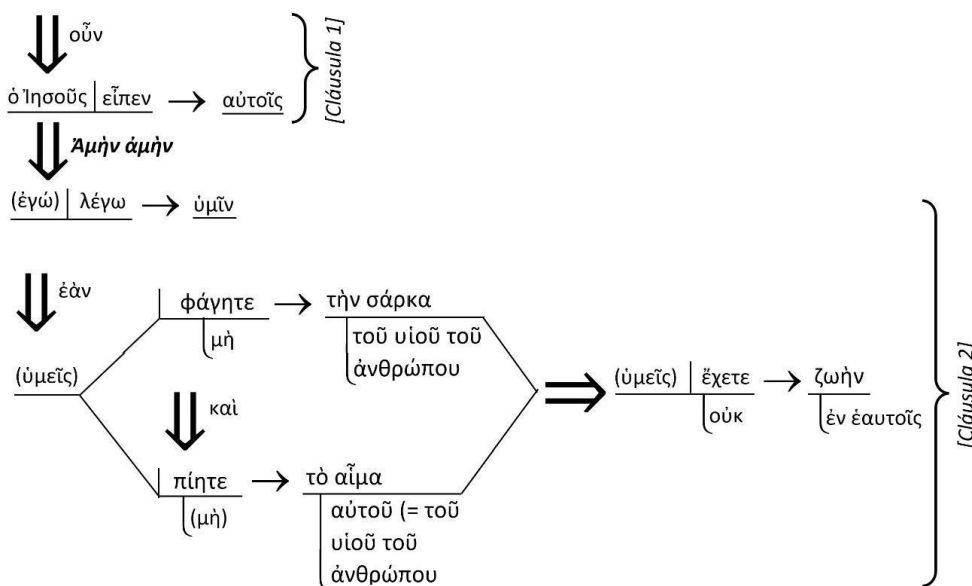 οὖν
ὁ Ἰησοῦς εἶπεν → αὐτοῖς
[Cláusula 1]
Ἀμὴν ἀμὴν
(ἐγώ) λέγω → ὑμῖν
ἐὰν
φάγητε → τὴν σάρκα
μὴ
τοῦ υἱοῦ τοῦ
ἀνθρώπου
(ὑμεῖς)
καὶ
πίητε → τὸ αἷμα
(μὴ)
αὐτοῦ (= τοῦ
υἱοῦ τοῦ
ἀνθρώπου
(ὑμεῖς) ἔχετε → ζωὴν
οὐκ
ἐν ἑαυτοῖς
[Cláusula 2]